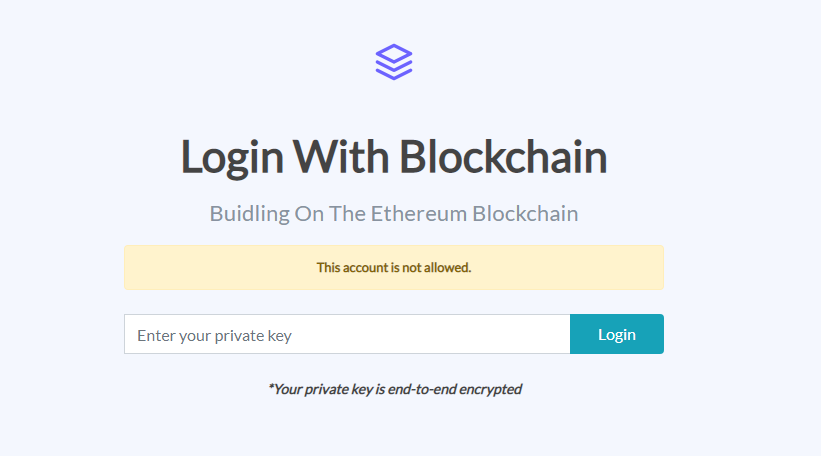 Login With Blockchain
Buidling On The Ethereum Blockchain
This account is not allowed.
Enter your private key
Login
*Your private key is end-to-end encrypted